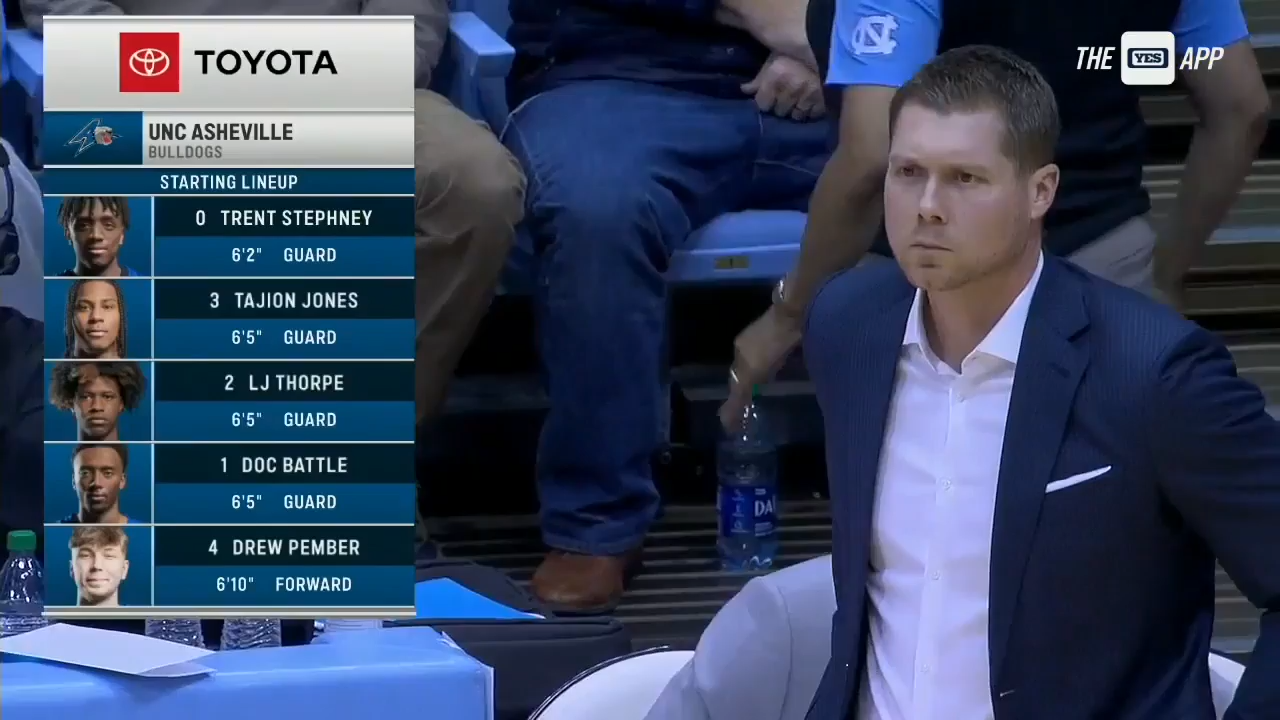 TOYOTA
THE YES APP
UNC ASHEVILLE
BULLDOGS
STARTING LINEUP
0 TRENT STEPHNEY
6'2" GUARD
3 TAJION JONES
6'5" GUARD
2 LJ THORPE
6'5" GUARD
1 DOC BATTLE
6'5" GUARD
4 DREW PEMBER
6'10" FORWARD
NC
DA